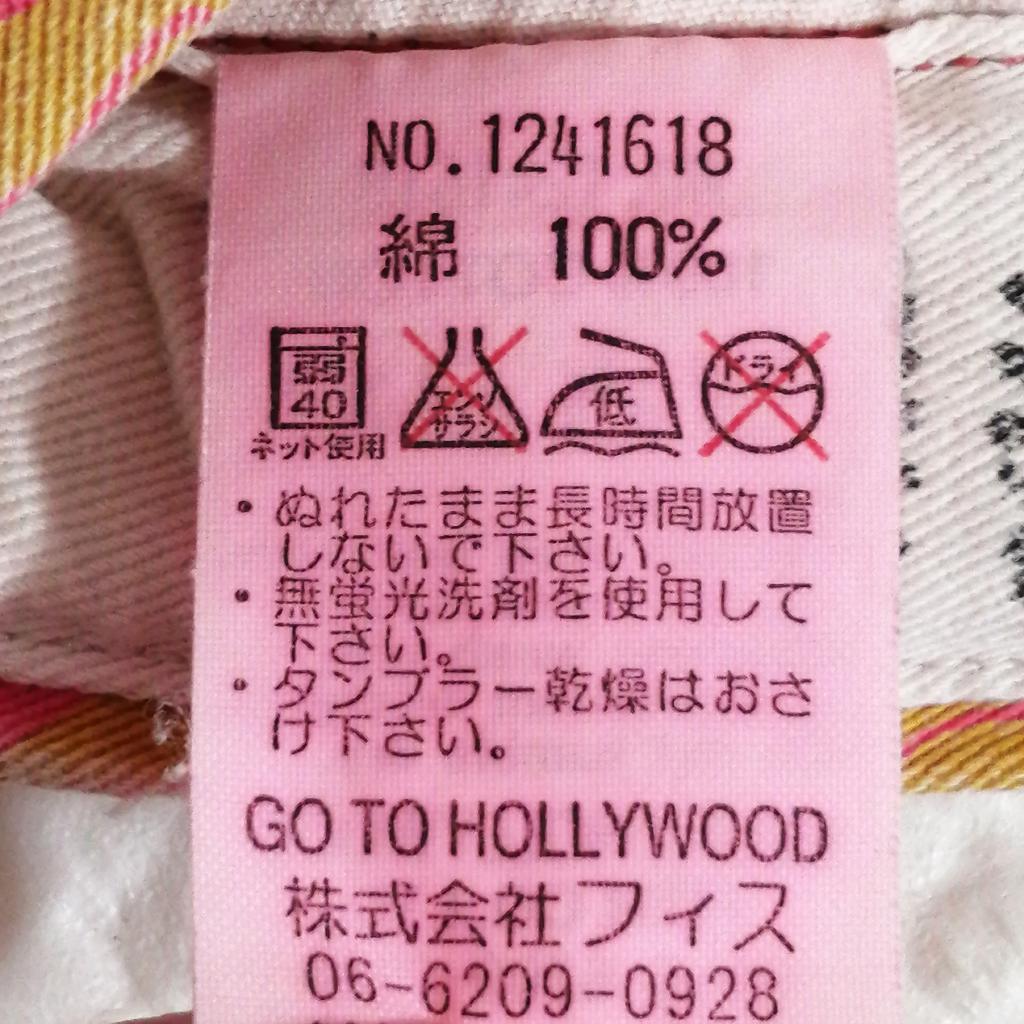 NO.1241618
綿 100%
弱
40
ネット使用
エンソ
サラシ
低
ドライ
・ぬれたまま長時間放置
しないで下さい。
・無蛍光洗剤を使用して
下さい。
・タンブラー乾燥はおさ
け下さい。
GO TO HOLLYWOOD
株式会社フィス
06-6209-0928